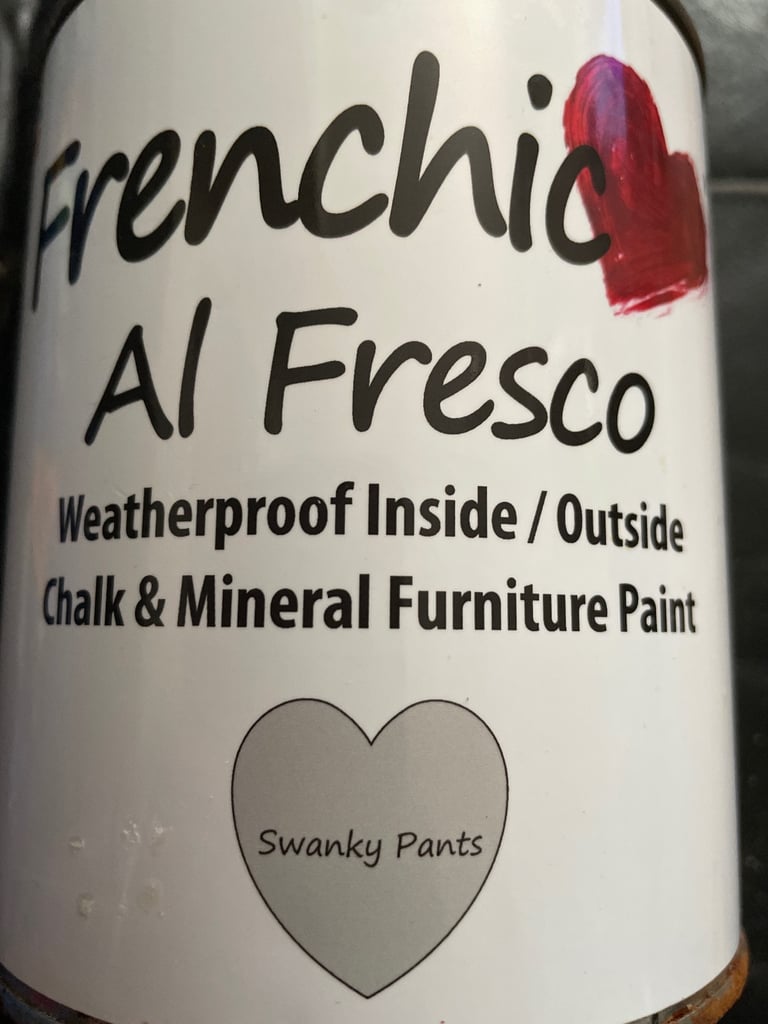 Frenchic
Al Fresco
Weatherproof Inside / Outside
Chalk & Mineral Furniture Paint
Swanky Pants